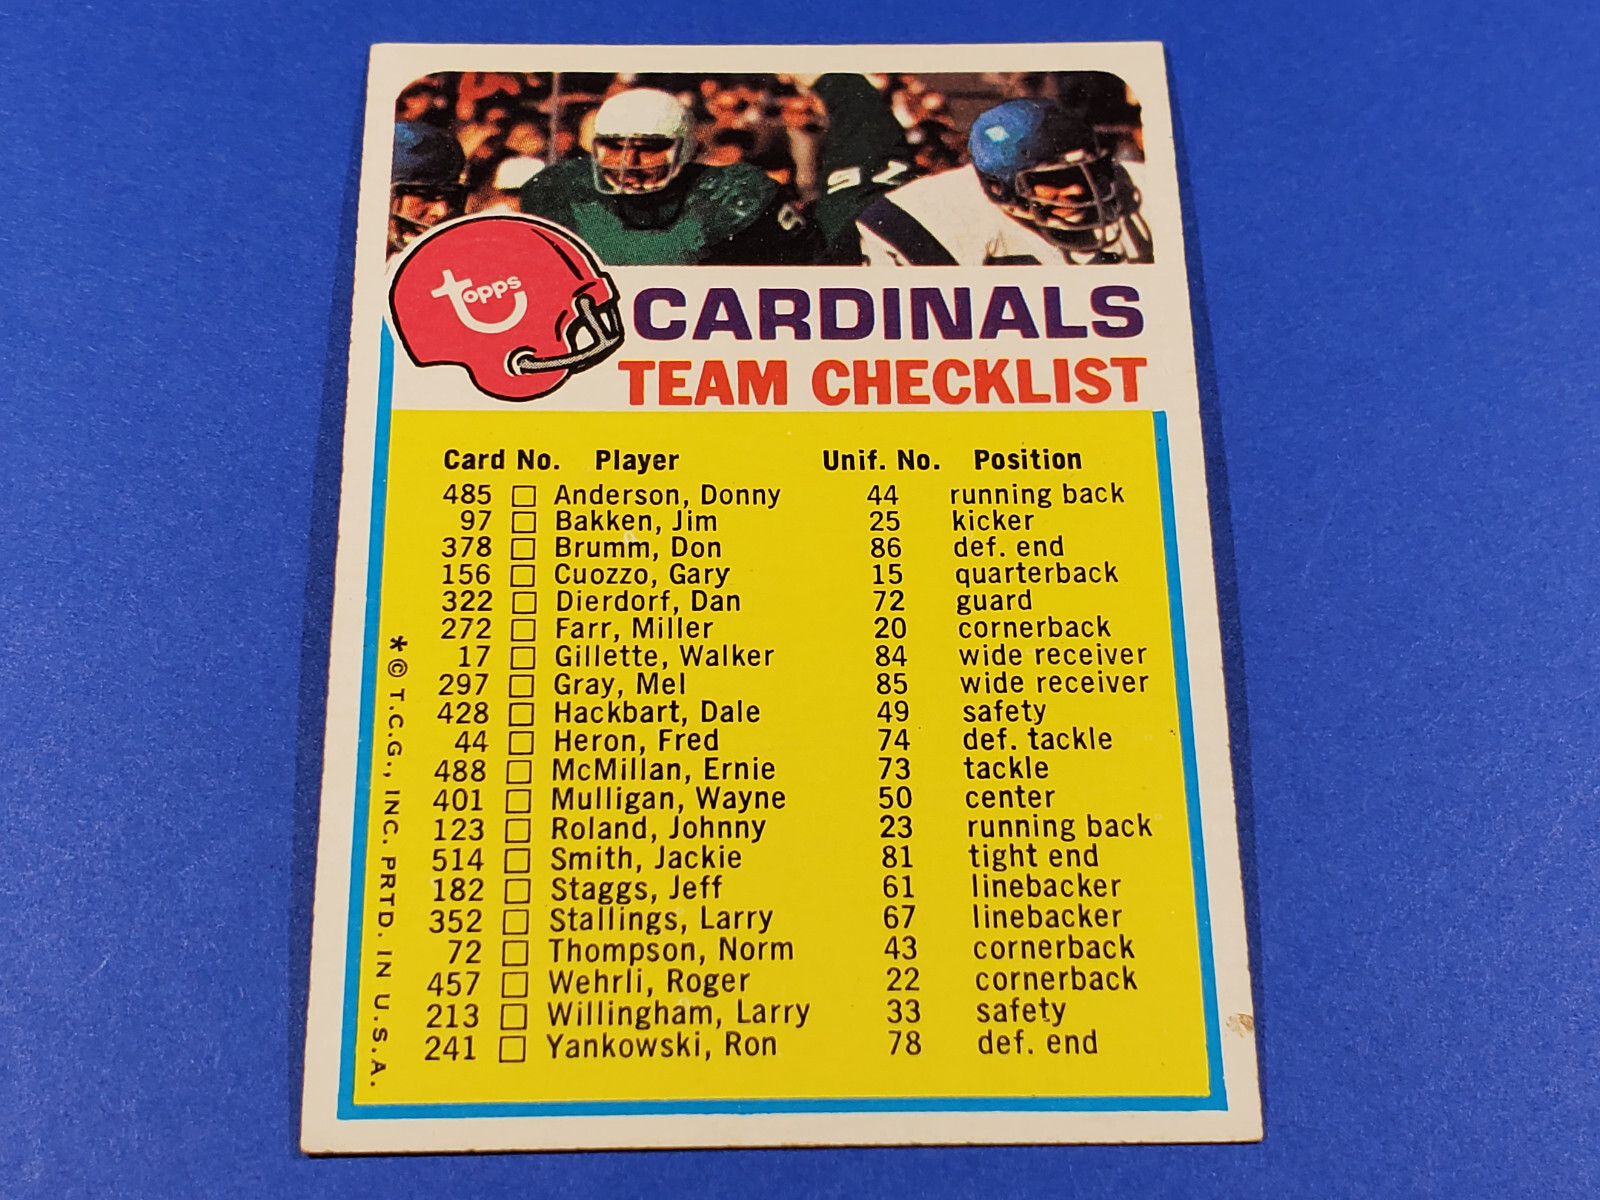 topps
CARDINALS
TEAM CHECKLIST
Card No. Player Unif. No. Position
485 Anderson, Donny 44 running back
97 Bakken, Jim 25 kicker
378 Brumm, Don 86 def. end
156 Cuozzo, Gary 15 quarterback
322 Dierdorf, Dan 72 guard
272 Farr, Miller 20 cornerback
17 Gillette, Walker 84 wide receiver
297 Gray, Mel 85 wide receiver
428 Hackbart, Dale 49 safety
44 Heron, Fred 74 def. tackle
488 McMillan, Ernie 73 tackle
401 Mulligan, Wayne 50 center
123 Roland, Johnny 23 running back
514 Smith, Jackie 81 tight end
182 Staggs, Jeff 61 linebacker
352 Stallings, Larry 67 linebacker
72 Thompson, Norm 43 cornerback
457 Wehrli, Roger 22 cornerback
213 Willingham, Larry 33 safety
241 Yankowski, Ron 78 def. end
*© T.C.G., INC. PRTD. IN U.S.A.